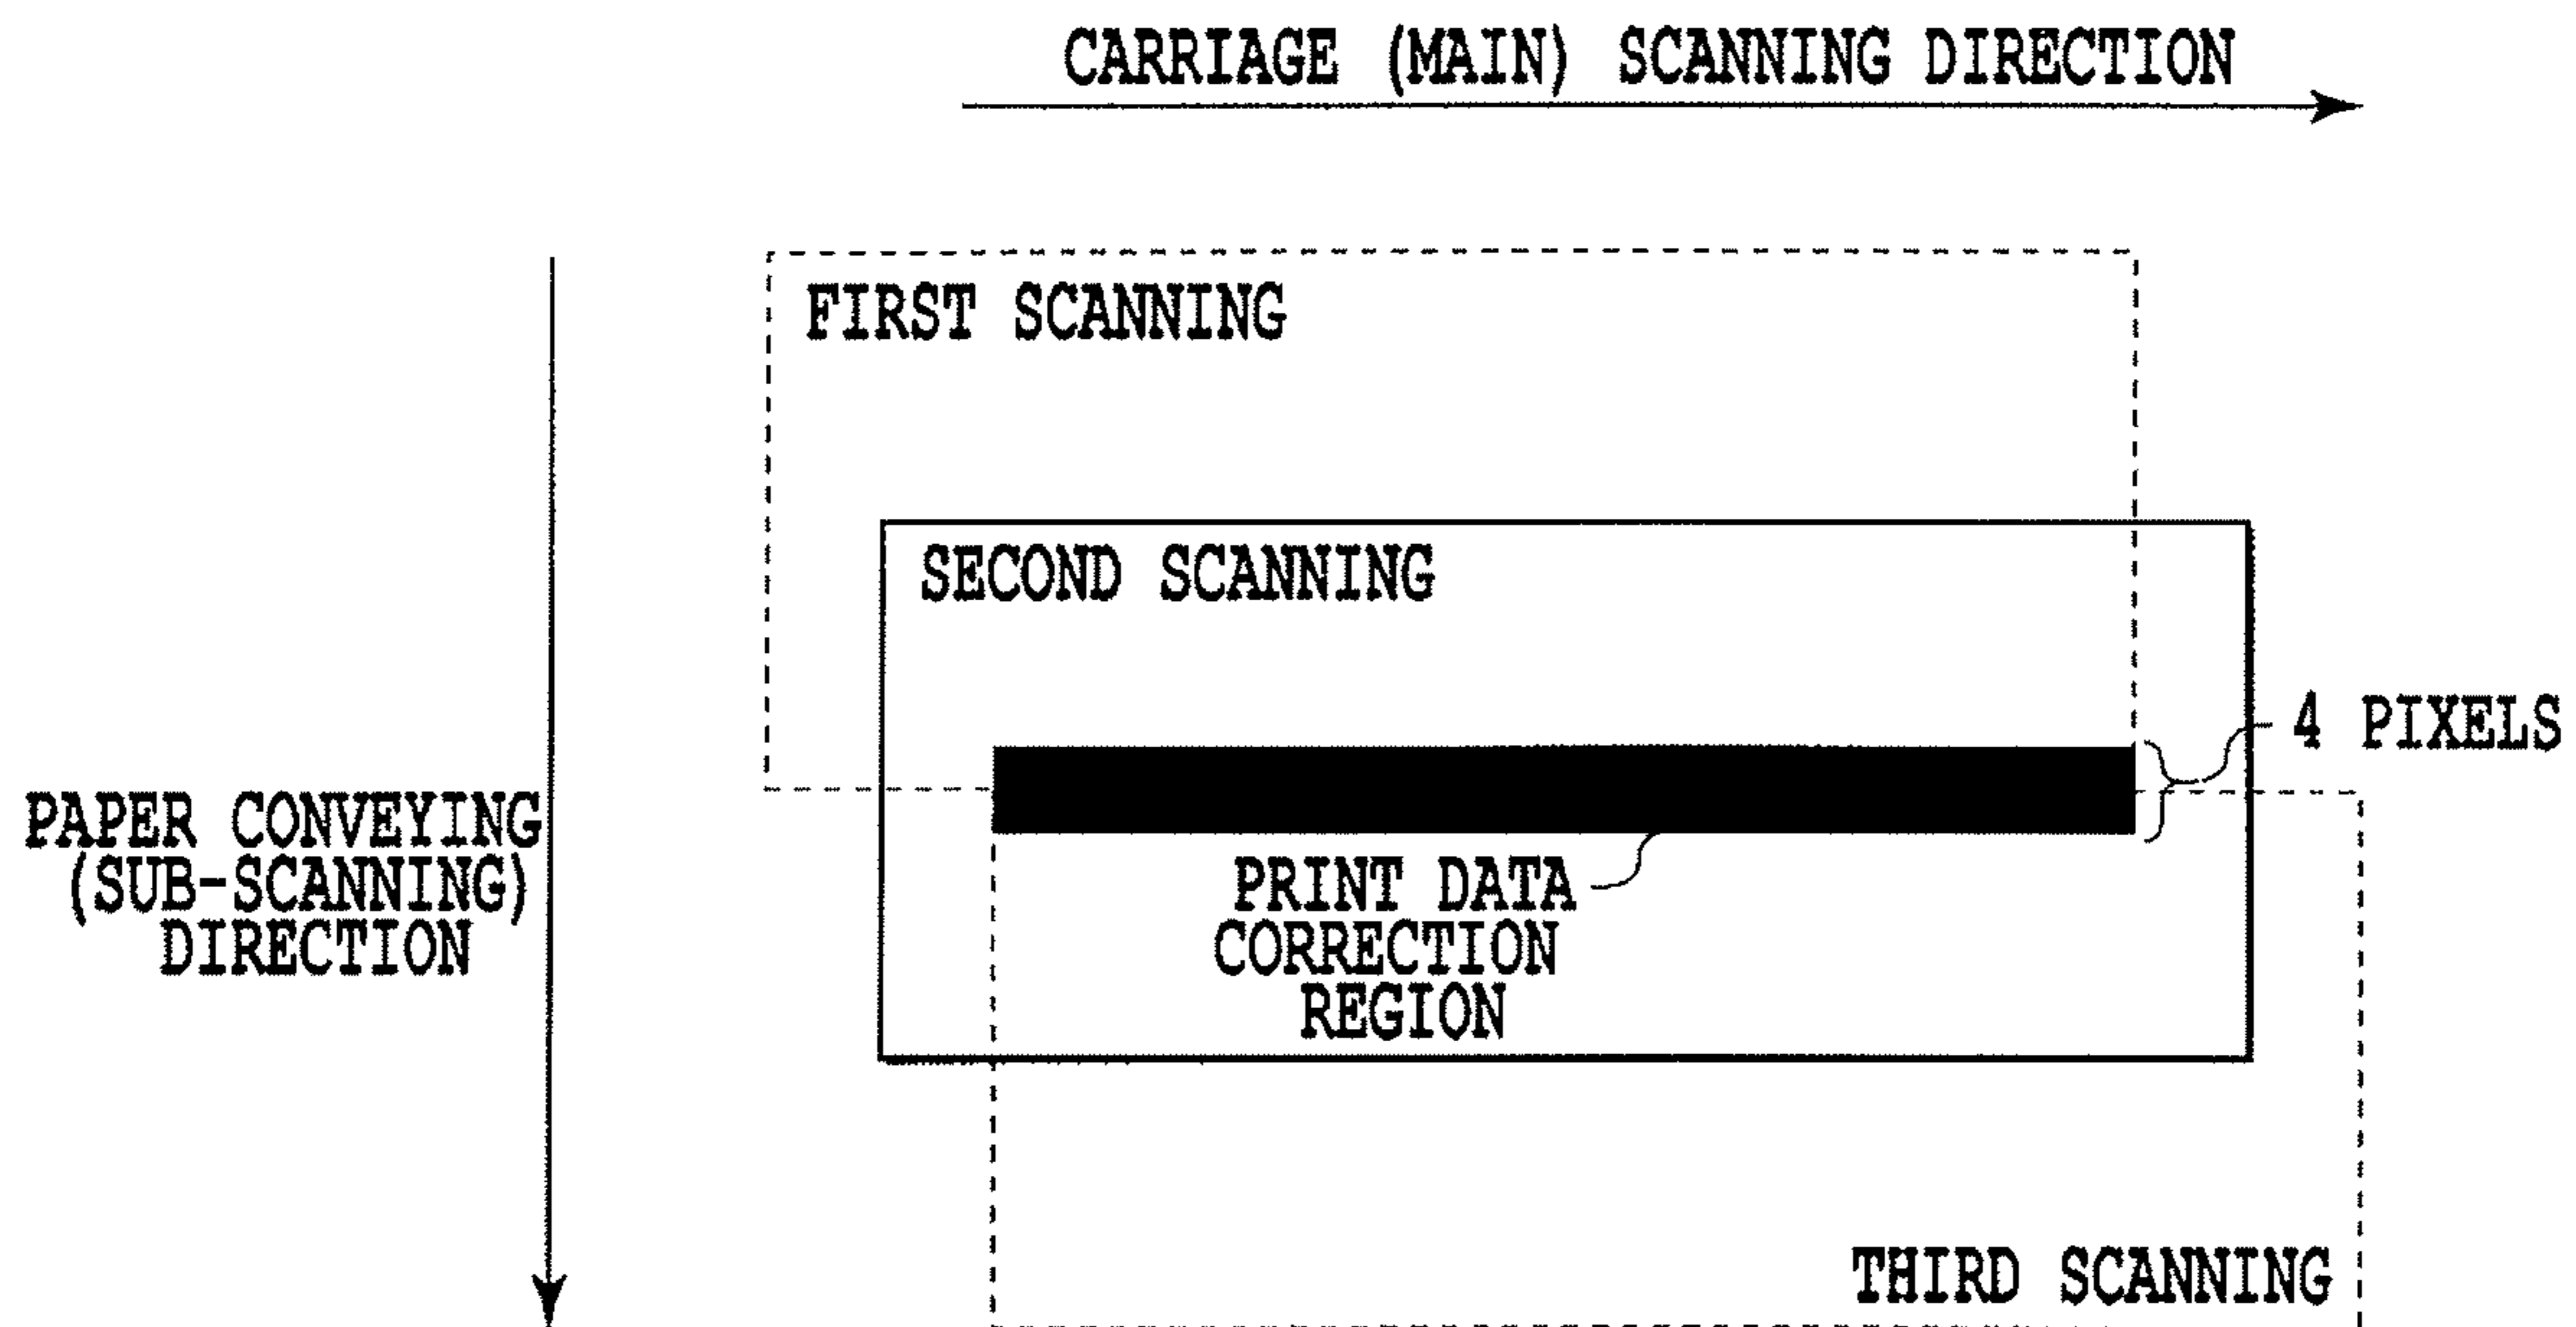 CARRIAGE (MAIN) SCANNING DIRECTION
FIRST SCANNING
SECOND SCANNING
4 PIXELS
PAPER CONVEYING
(SUB-SCANNING)
DIRECTION
PRINT DATA
CORRECTION
REGION
THIRD SCANNING